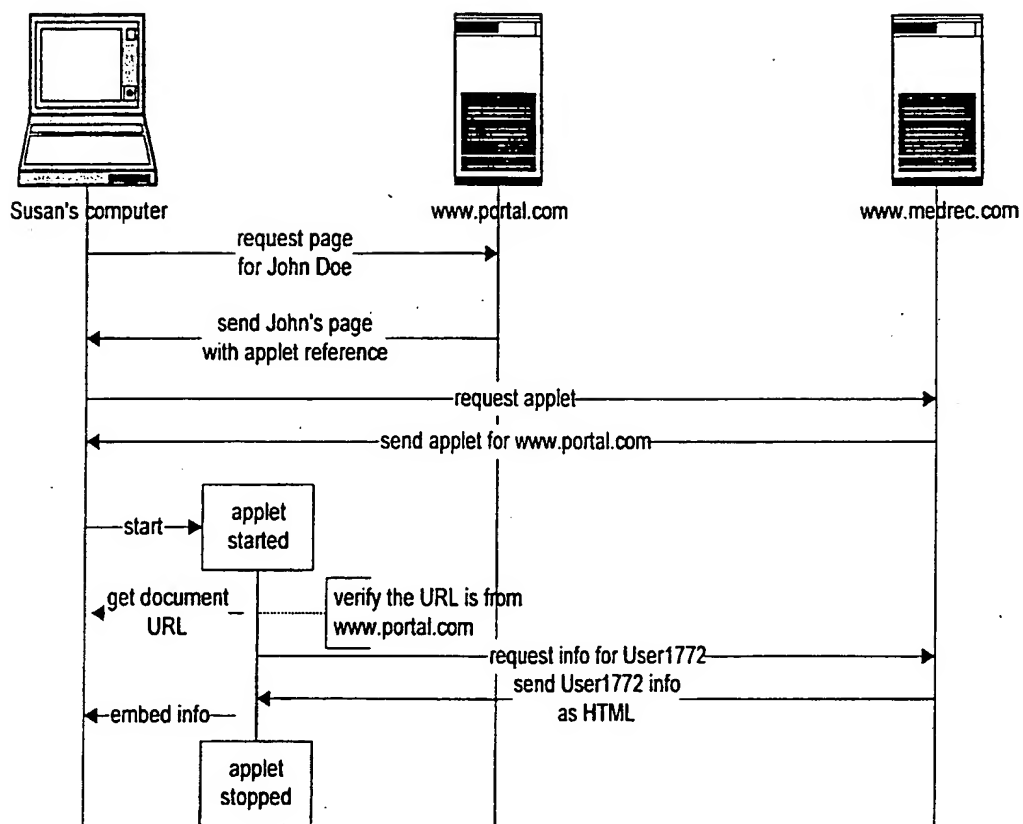 Susan's computer
www.portal.com
www.medrec.com
request page
for John Doe
send John's page
with applet reference
request applet
send applet for www.portal.com
start
applet
started
get document
URL
verify the URL is from
www.portal.com
request info for User1772
send User1772 info
as HTML
embed info
applet
stopped